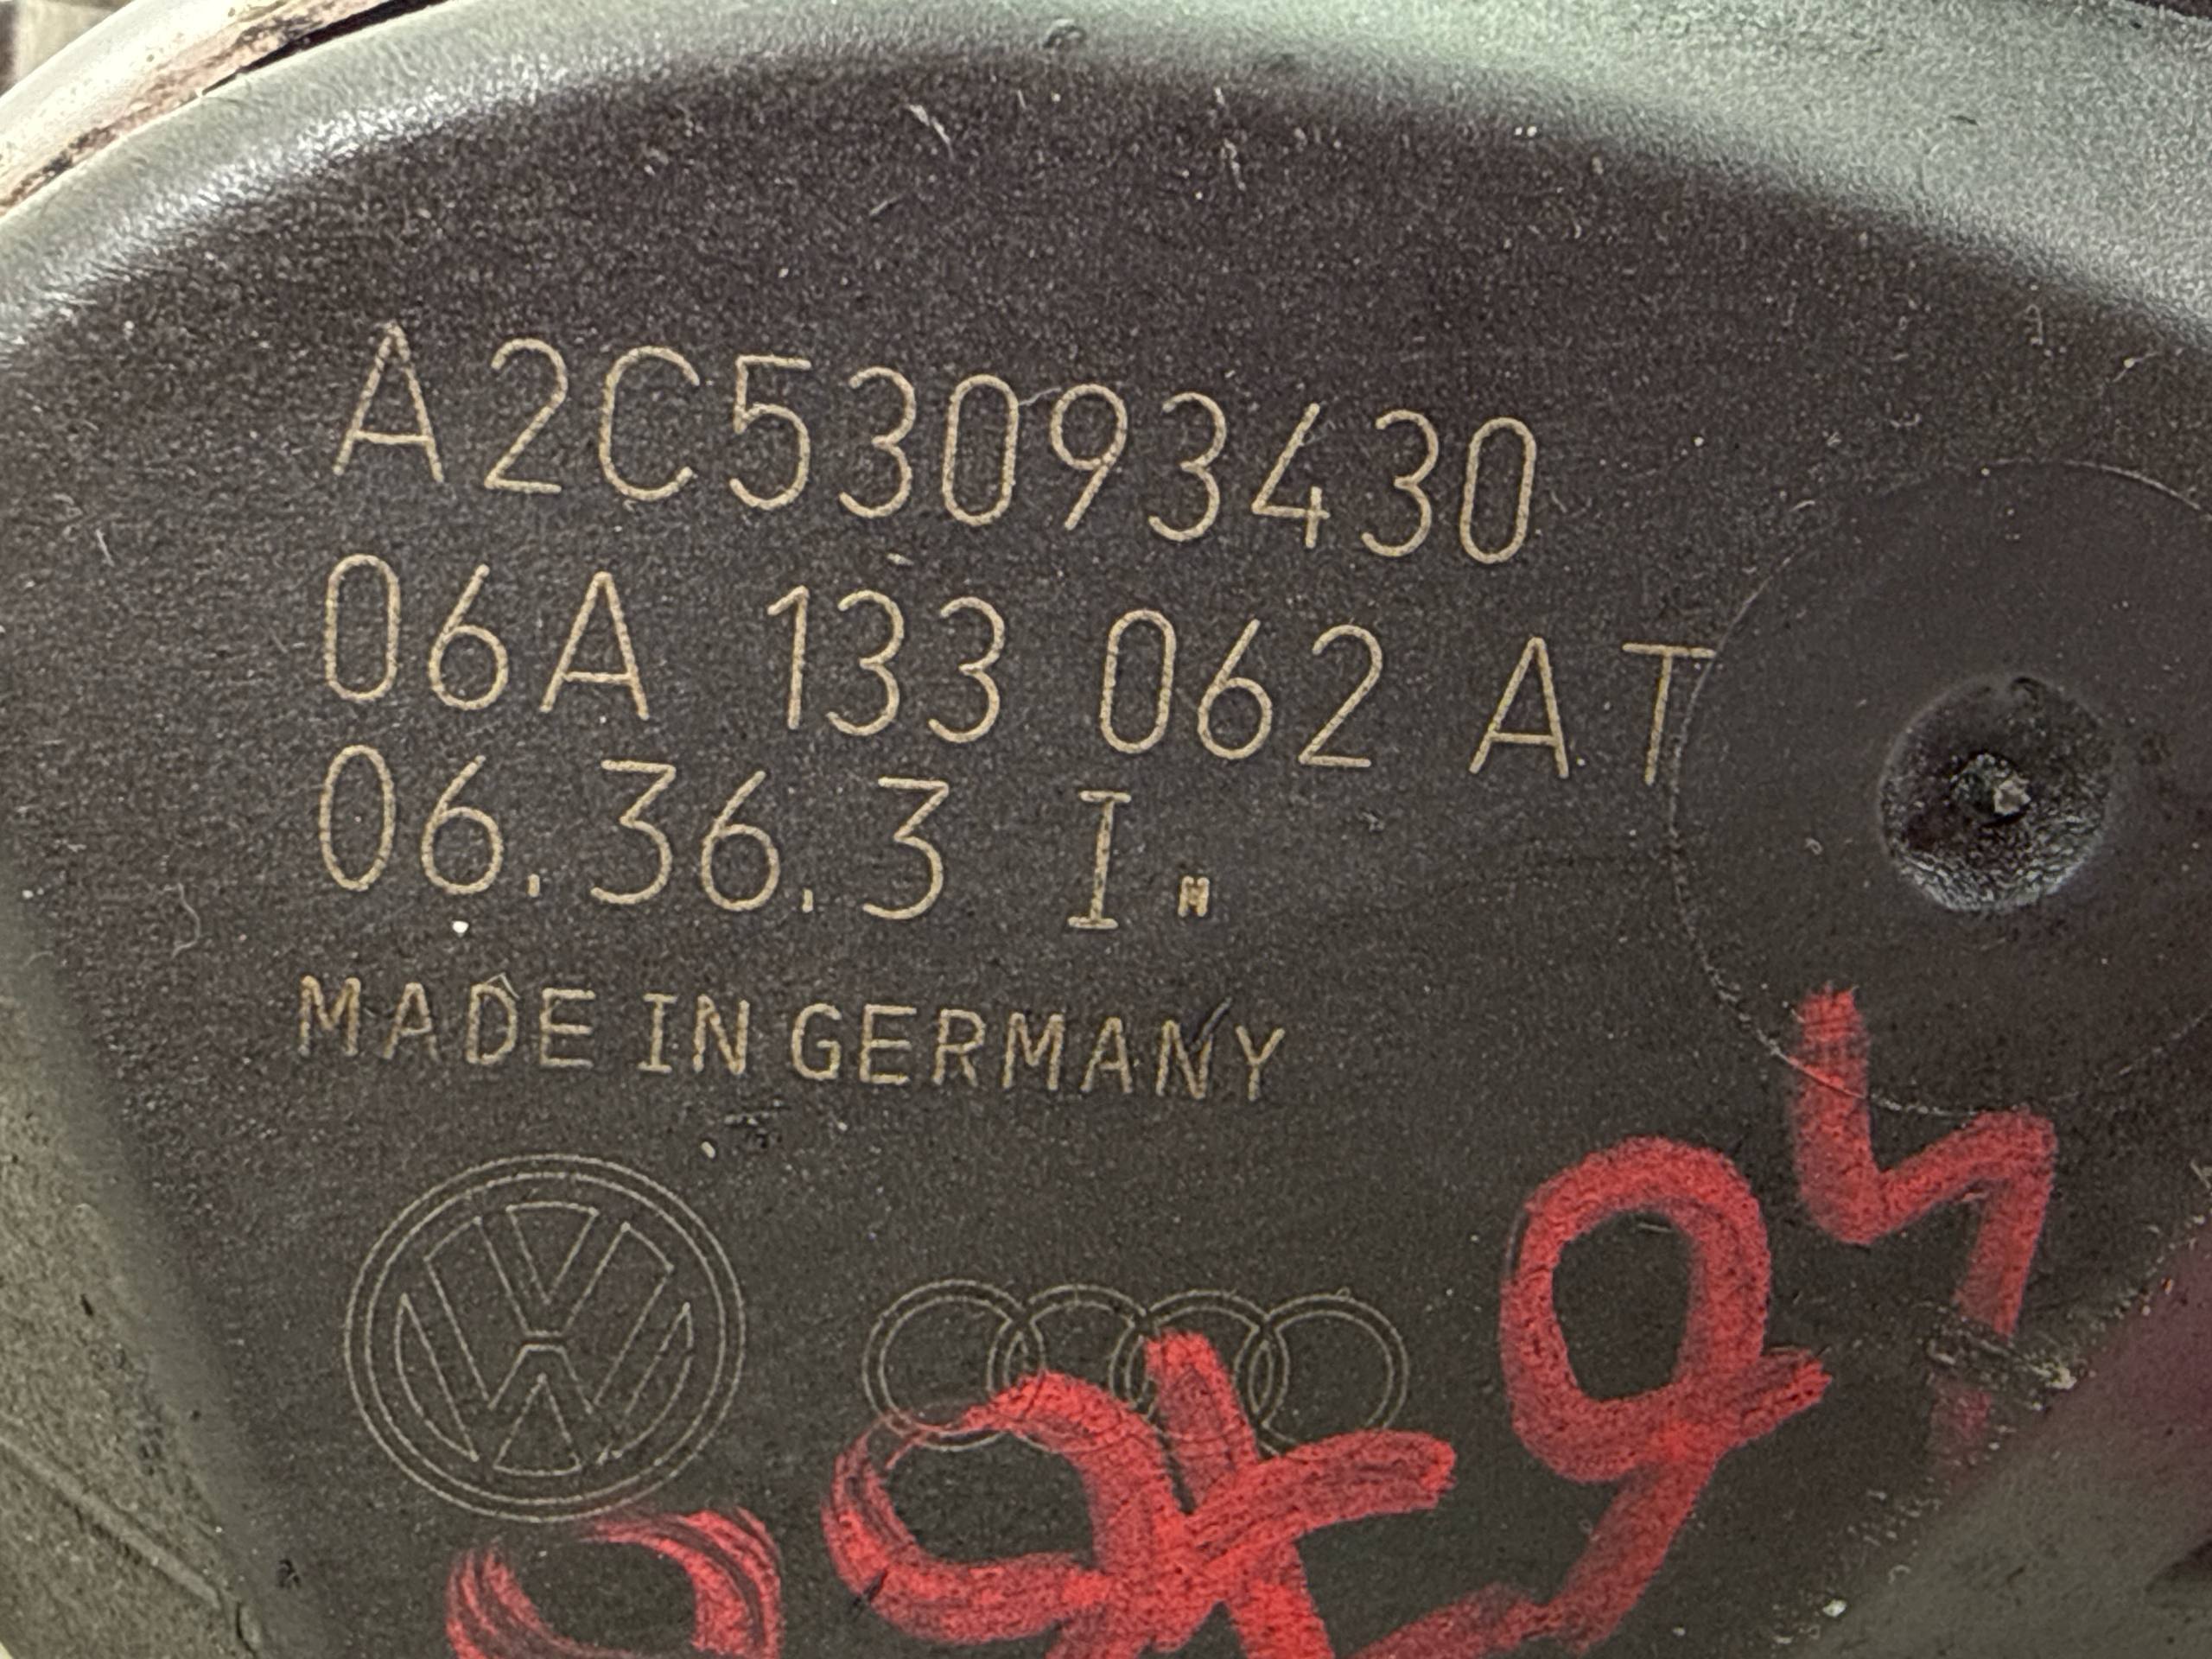 A2C53093430
06A 133 062 AT
06.36.3 I.
MADE IN GERMANY